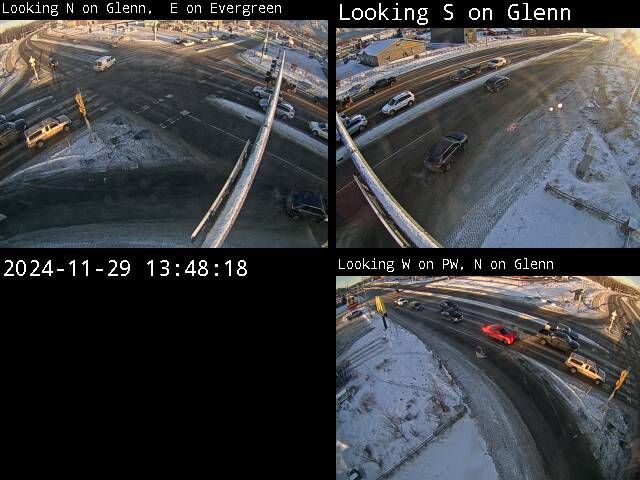 Looking N on Glenn,  E on Evergreen
Looking S on Glenn
2024-11-29 13:48:18
Looking W on PW, N on Glenn